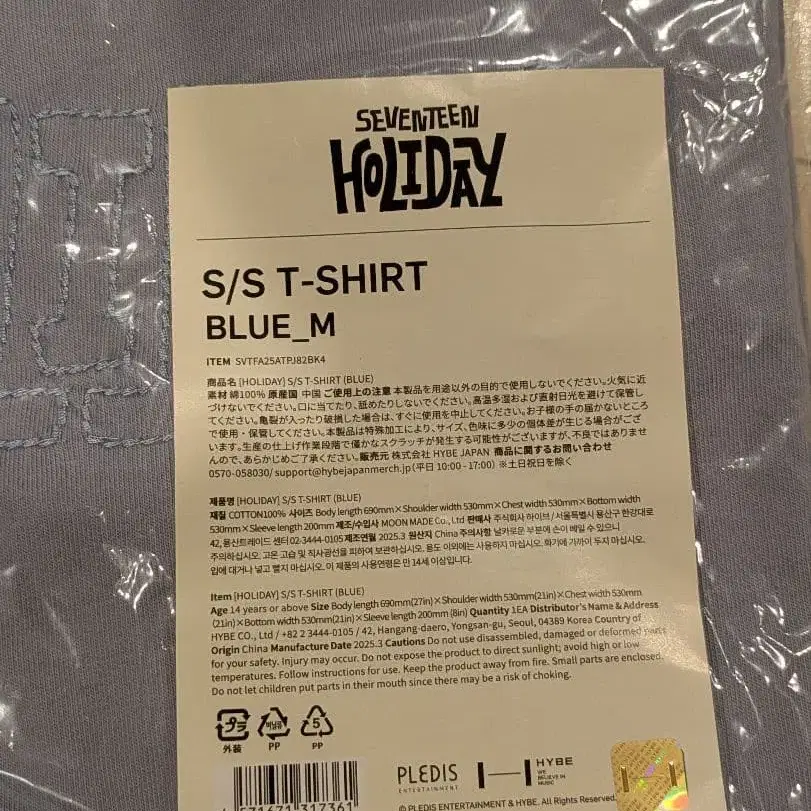 SEVENTEEN
HOLIDAY
S/S T-SHIRT
BLUE_M
ITEM SVTFA25ATPJ82BK4
商品名 [HOLIDAY] S/S T-SHIRT (BLUE)
素材 綿100% 原産国 中国 ご使用上の注意 本製品を用途以外の目的で使用しないでください。火気に近
づけないでください。口に当てたり、舐めたりしないでください。高温多湿および直射日光を避けて保管し
てください。亀裂が入ったり破損した場合は、すぐに使用を中止してください。お子様の手の届かないところ
で使用・保管してください。本製品は特殊加工により、サイズ、色味に多少の個体差が生じる場合がござ
います。生産の仕上げ作業段階で僅かなスクラッチが発生する可能性がございますが、不良ではありませ
んので、あらかじめご了承ください。販売元 株式会社 HYBE JAPAN 商品に関するお問い合わせ
0570-058030/ support@hybejapanmerch.jp (平日 10:00 - 17:00) ※土日祝日を除く
제품명 [HOLIDAY] S/S T-SHIRT (BLUE)
재질 COTTON100% 사이즈 Body length 690mm×Shoulder width 530mm×Chest width 530mm×Bottom width
530mm×Sleeve length 200mm 제조/수입사 MOON MADE Co., Ltd 판매사 주식회사 하이브 / 서울특별시 용산구 한강대로
42, 용산트레이드 센터 02-3444-0105 제조연월 2025.3 원산지 China 주의사항 날카로운 부분에 손이 베일 수 있으니
주의하십시오. 고온 고습 및 직사광선을 피하여 보관하십시오. 용도 이외에는 사용하지 마십시오. 화기에 가까이 두지 마십시오.
입에 대거나 넣고 빨지 마십시오. 이 제품의 사용연령은 만 14세 이상입니다.
Item [HOLIDAY] S/S T-SHIRT (BLUE)
Age 14 years or above Size Body length 690mm(27in)×Shoulder width 530mm(21in)×Chest width 530mm
(21in)×Bottom width 530mm(21in)×Sleeve length 200mm (8in) Quantity 1EA Distributor's Name & Address
HYBE CO., Ltd / +82 2 3444-0105 / 42, Hangang-daero, Yongsan-gu, Seoul, 04389 Korea Country of
Origin China Manufacture Date 2025.3 Cautions Do not use disassembled, damaged or deformed parts
for your safety. Injury may occur. Do not expose the product to direct sunlight; avoid high or low
temperatures. Follow instructions for use. Keep the product away from fire. Small parts are enclosed.
Do not let children put parts in their mouth since there may be a risk of choking.
プラ 비닐류 5
外装 PP PP
PLEDIS
ENTERTAINMENT
HYBE
WE
BELIEVE IN
MUSIC
4 571471 317361
© PLEDIS ENTERTAINMENT & HYBE. All Rights Reserved.